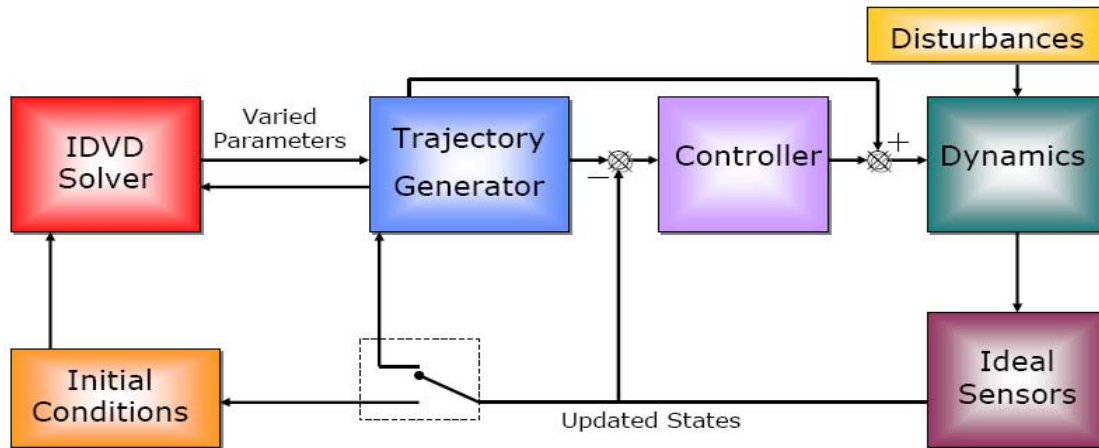 Disturbances
IDVD
Solver
Varied
Parameters
Trajectory
Generator
−
Controller
+
Dynamics
Initial
Conditions
Updated States
Ideal
Sensors